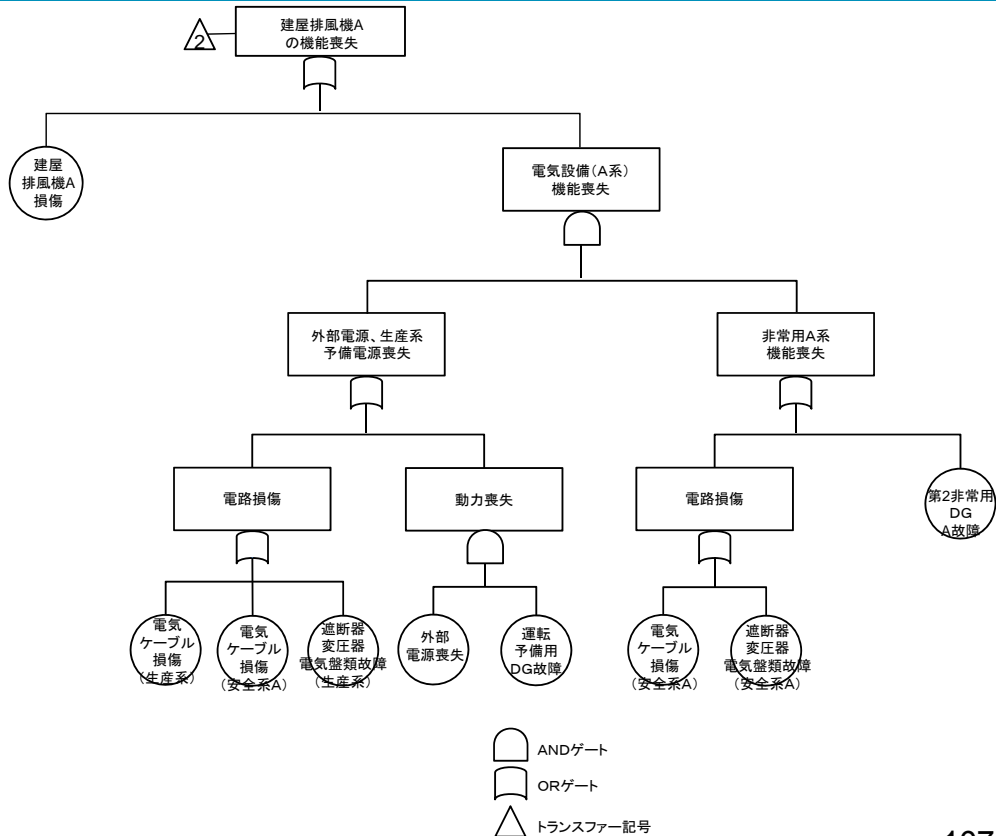 建屋排風機A
の機能喪失
2
建屋
排風機A
損傷
電気設備(A系)
機能喪失
外部電源、生産系
予備電源喪失
非常用A系
機能喪失
電路損傷
動力喪失
電路損傷
第2非常用
DG
A故障
電気
ケーブル
損傷
(生産系)
電気
ケーブル
損傷
(安全系A)
遮断器
変圧器
電気盤類故障
(生産系)
外部
電源喪失
運転
予備用
DG故障
電気
ケーブル
損傷
(安全系A)
遮断器
変圧器
電気盤類故障
(安全系A)
ANDゲート
ORゲート
トランスファー記号